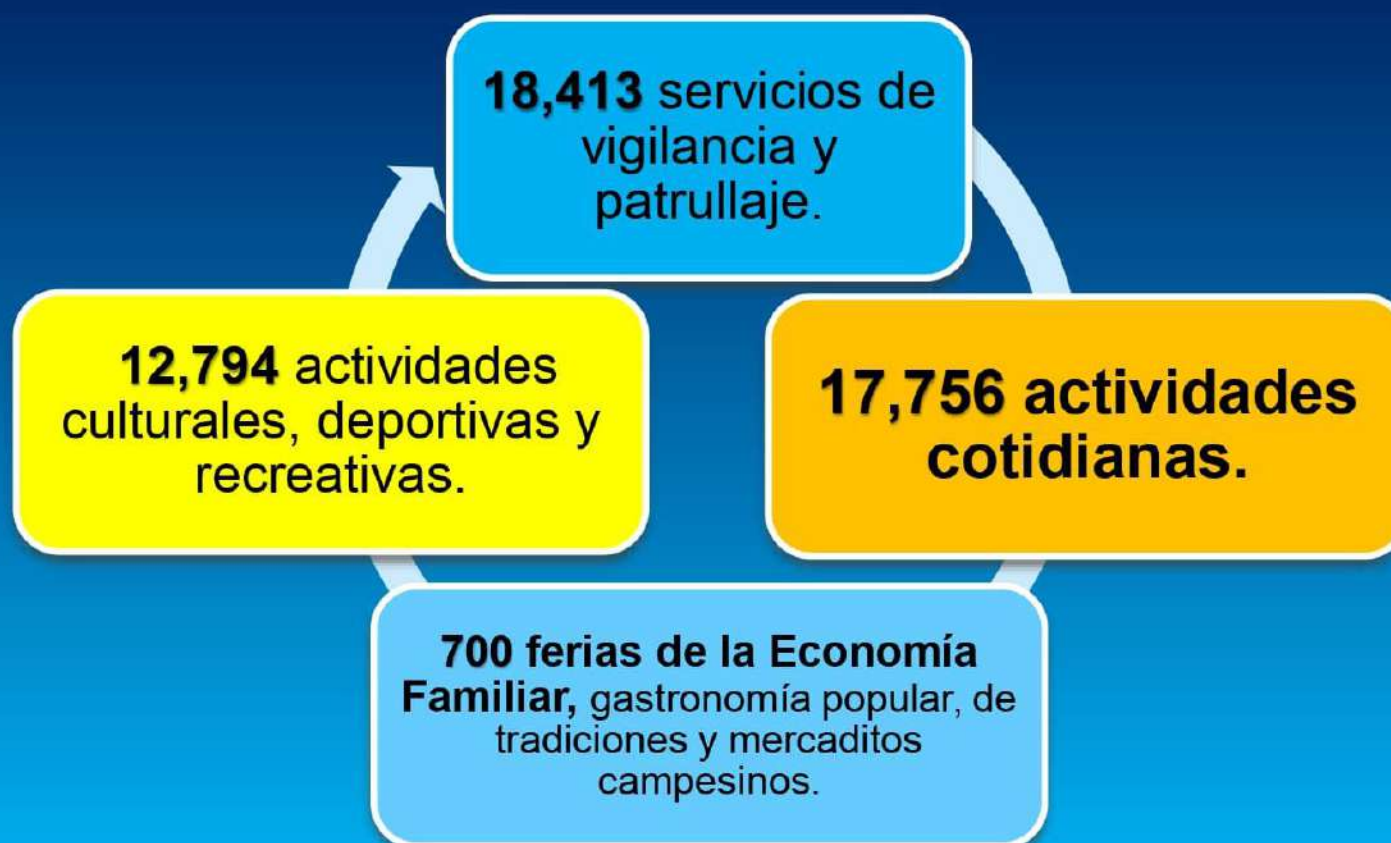 18,413 servicios de
vigilancia y
patrullaje.
12,794 actividades
culturales, deportivas y
recreativas.
17,756 actividades
cotidianas.
700 ferias de la Economía
Familiar, gastronomía popular, de
tradiciones y mercaditos
campesinos.